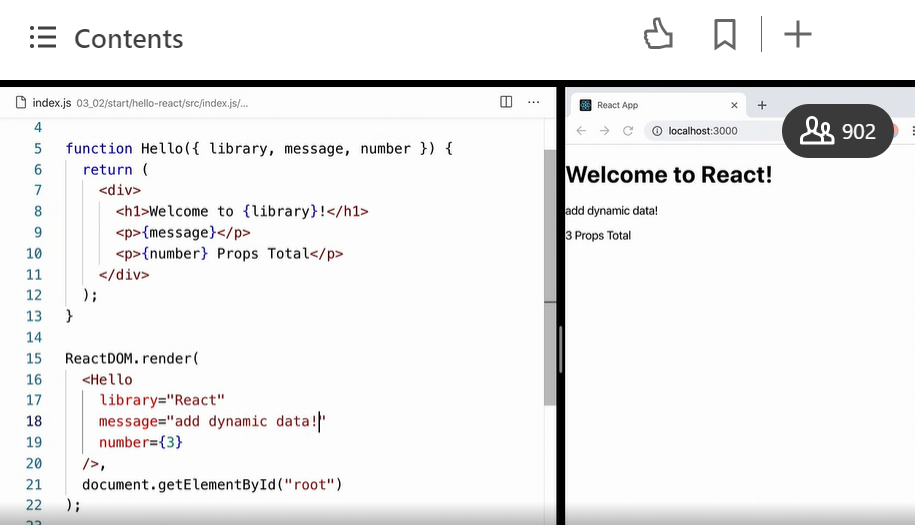 Contents
index.js 03_02/start/hello-react/src/index.js/...
4
5 function Hello({ library, message, number }) {
6 return (
7 <div>
8 <h1>Welcome to {library}!</h1>
9 <p>{message}</p>
10 <p>{number} Props Total</p>
11 </div>
12 );
13 }
14
15 ReactDOM.render(
16 <Hello
17 library="React"
18 message="add dynamic data!"
19 number={3}
20 />,
21 document.getElementById("root")
22 );
React App
localhost:3000
902
Welcome to React!
add dynamic data!
3 Props Total